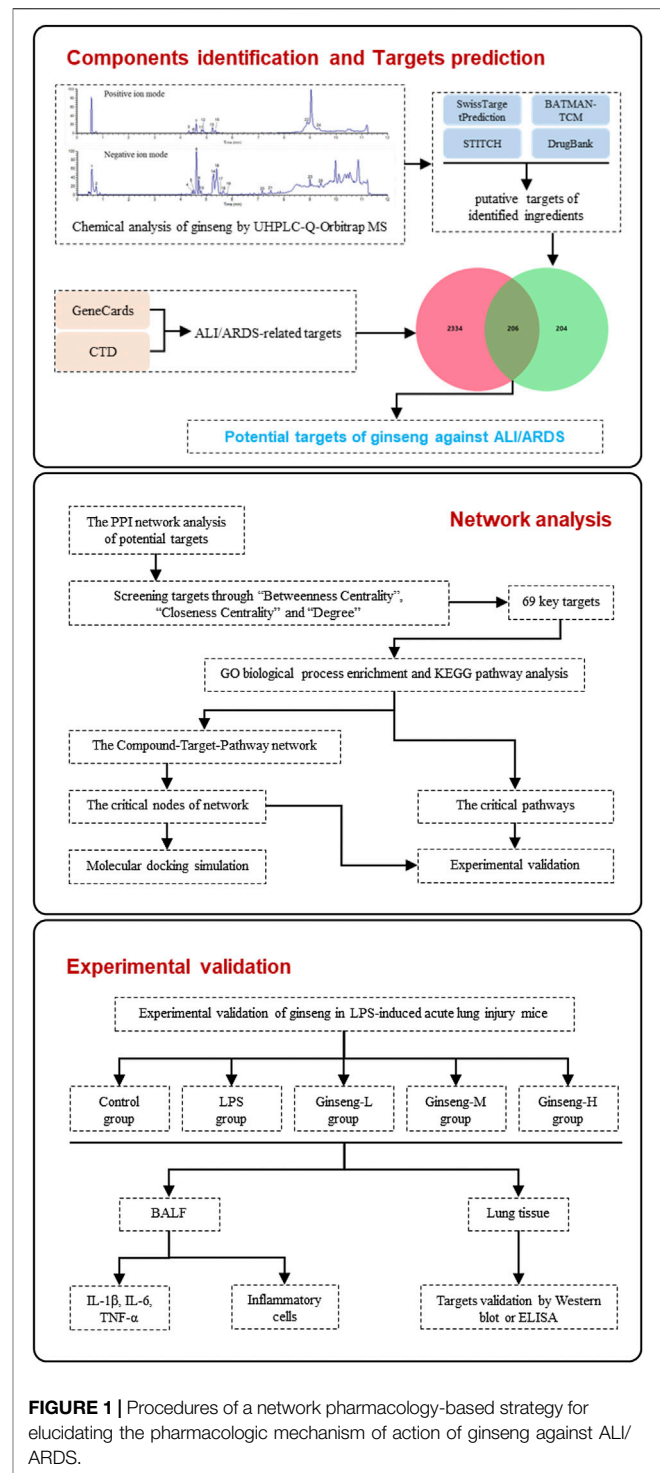 Components identification and Targets prediction
Positive ion mode
Time (min)
Negative ion mode
Time (min)
Chemical analysis of ginseng by UHPLC-Q-Orbitrap MS
SwissTarge
tPrediction
BATMAN-
TCM
STITCH
DrugBank
putative targets of
identified ingredients
GeneCards
CTD
ALI/ARDS-related targets
2334
206
204
Potential targets of ginseng against ALI/ARDS
Network analysis
The PPI network analysis
of potential targets
Screening targets through “Betweenness Centrality”,
“Closeness Centrality” and “Degree”
69 key targets
GO biological process enrichment and KEGG pathway analysis
The Compound-Target-Pathway network
The critical nodes of network
The critical pathways
Molecular docking simulation
Experimental validation
Experimental validation
Experimental validation of ginseng in LPS-induced acute lung injury mice
Control
group
LPS
group
Ginseng-L
group
Ginseng-M
group
Ginseng-H
group
BALF
Lung tissue
IL-1β, IL-6,
TNF-α
Inflammatory
cells
Targets validation by Western
blot or ELISA
FIGURE 1 | Procedures of a network pharmacology-based strategy for
elucidating the pharmacologic mechanism of action of ginseng against ALI/
ARDS.